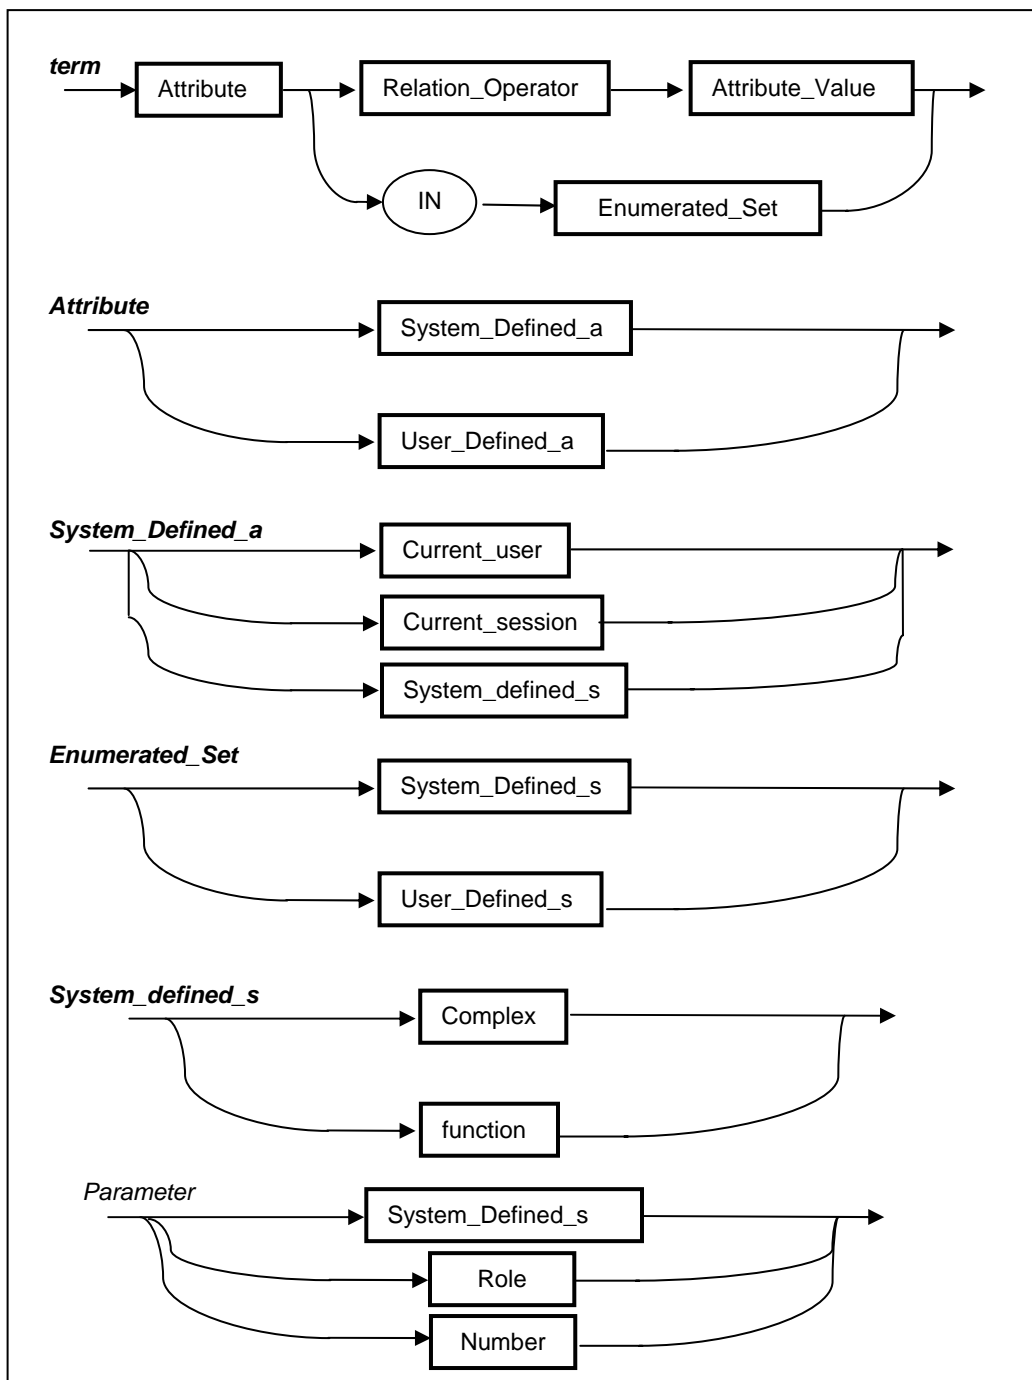 term
Attribute
Relation_Operator
Attribute_Value
IN
Enumerated_Set
Attribute
System_Defined_a
User_Defined_a
System_Defined_a
Current_user
Current_session
System_defined_s
Enumerated_Set
System_Defined_s
User_Defined_s
System_defined_s
Complex
function
Parameter
System_Defined_s
Role
Number